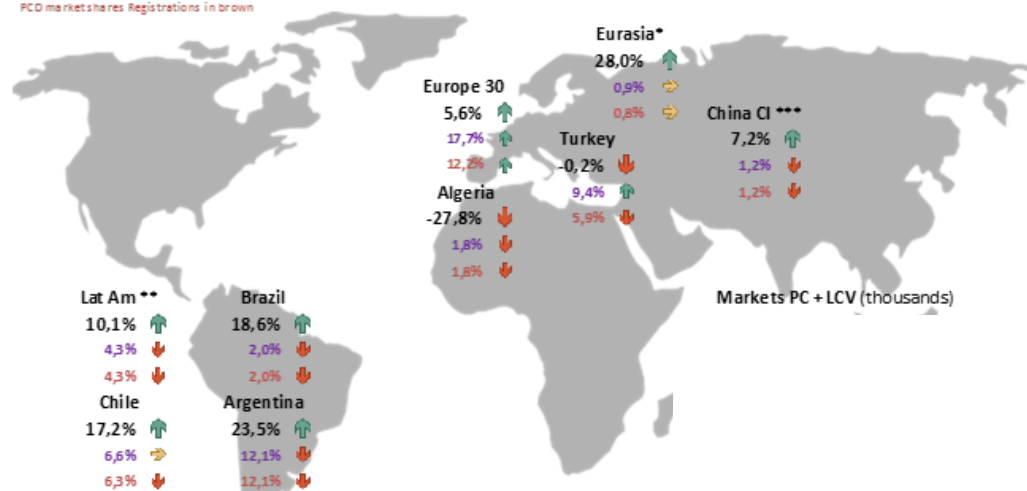 PCD market shares Registrations in brown
Eurasia*
28,0%
0,9%
0,8%
Europe 30
5,6%
17,7%
12,2%
China CI ***
7,2%
1,2%
1,2%
Turkey
-0,2%
9,4%
5,9%
Algeria
-27,8%
1,8%
1,8%
Markets PC + LCV (thousands)
Lat Am **
10,1%
4,3%
4,3%
Brazil
18,6%
2,0%
2,0%
Chile
17,2%
6,6%
6,3%
Argentina
23,5%
12,1%
12,1%